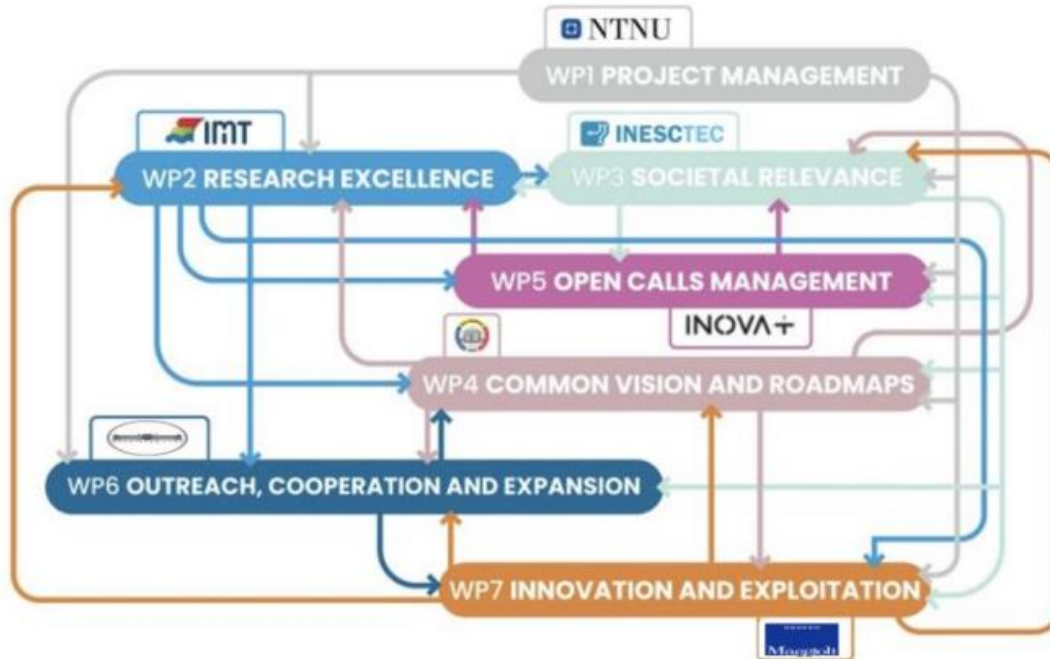 NTNU
WP1 PROJECT MANAGEMENT
IMT
INESCTEC
WP2 RESEARCH EXCELLENCE
WP3 SOCIETAL RELEVANCE
WP5 OPEN CALLS MANAGEMENT
INOVA+
WP4 COMMON VISION AND ROADMAPS
WP6 OUTREACH, COOPERATION AND EXPANSION
WP7 INNOVATION AND EXPLOITATION